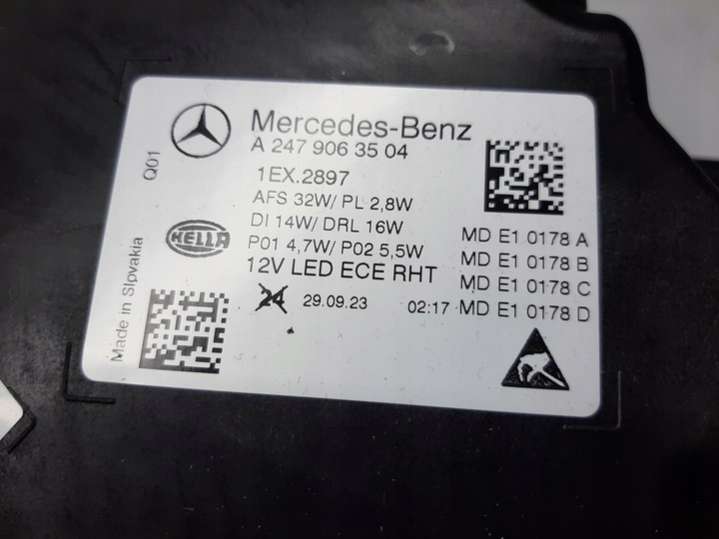 Mercedes-Benz
A 247 906 35 04
1EX.2897
AFS 32W/ PL 2,8W
DI 14W/ DRL 16W
P01 4,7W/ P02 5,5W
12V LED ECE RHT
24 29.09.23 02:17
MD E1 0178 A
MD E1 0178 B
MD E1 0178 C
MD E1 0178 D
HELLA
Q01
Made in Slovakia